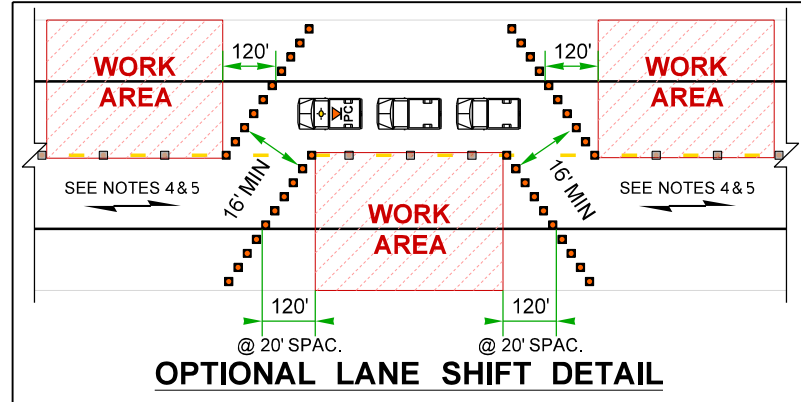 120'
120'
WORK
AREA
WORK
AREA
PC
16' MIN
16' MIN
SEE NOTES 4 & 5
SEE NOTES 4 & 5
WORK
AREA
120'
120'
@ 20' SPAC.
@ 20' SPAC.
OPTIONAL LANE SHIFT DETAIL